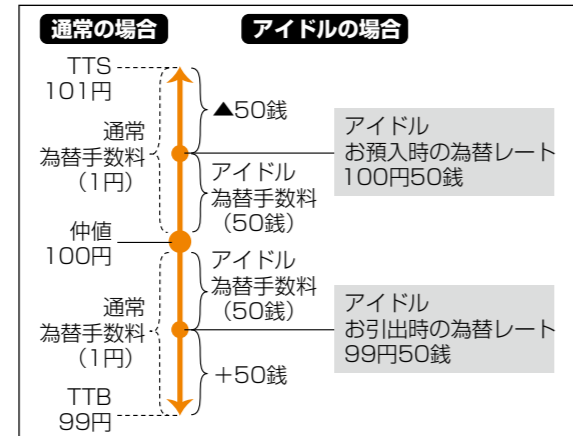 通常の場合
アイドルの場合
TTS
101円
▲50銭
通常
為替手数料
（1円）
アイドル
お預入時の為替レート
100円50銭
アイドル
為替手数料
（50銭）
仲値
100円
アイドル
為替手数料
（50銭）
通常
為替手数料
（1円）
アイドル
お引出時の為替レート
99円50銭
＋50銭
TTB
99円